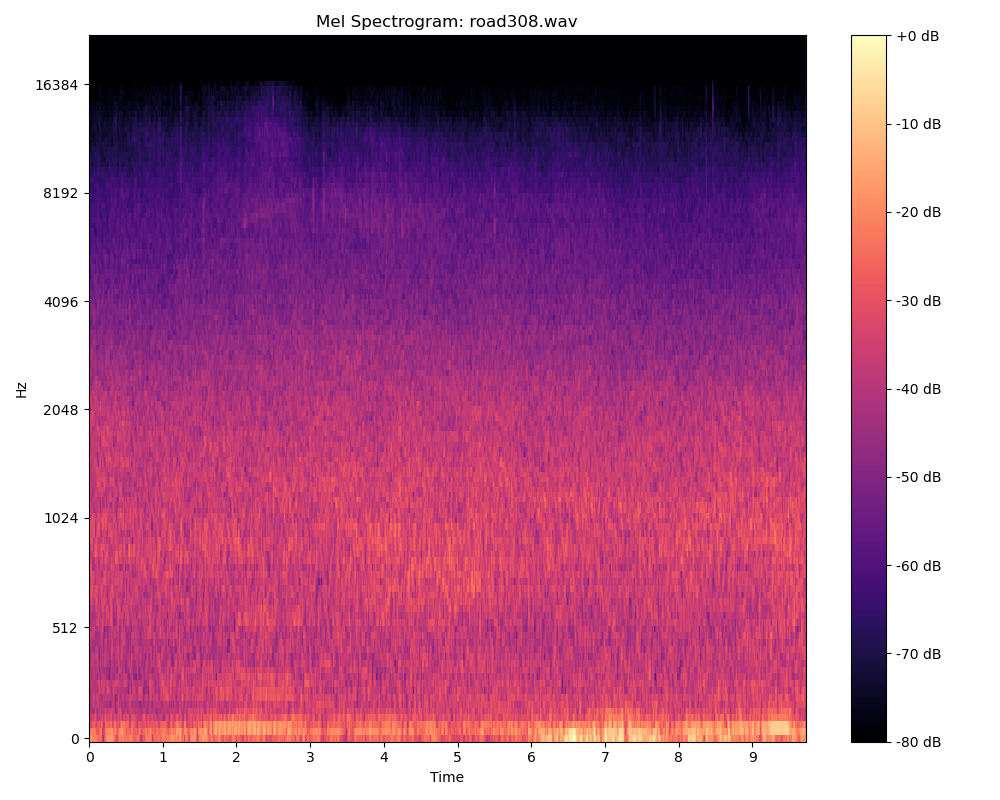 Mel Spectrogram: road308.wav
Hz
16384
8192
4096
2048
1024
512
0
0 1 2 3 4 5 6 7 8 9
Time
+0 dB
-10 dB
-20 dB
-30 dB
-40 dB
-50 dB
-60 dB
-70 dB
-80 dB